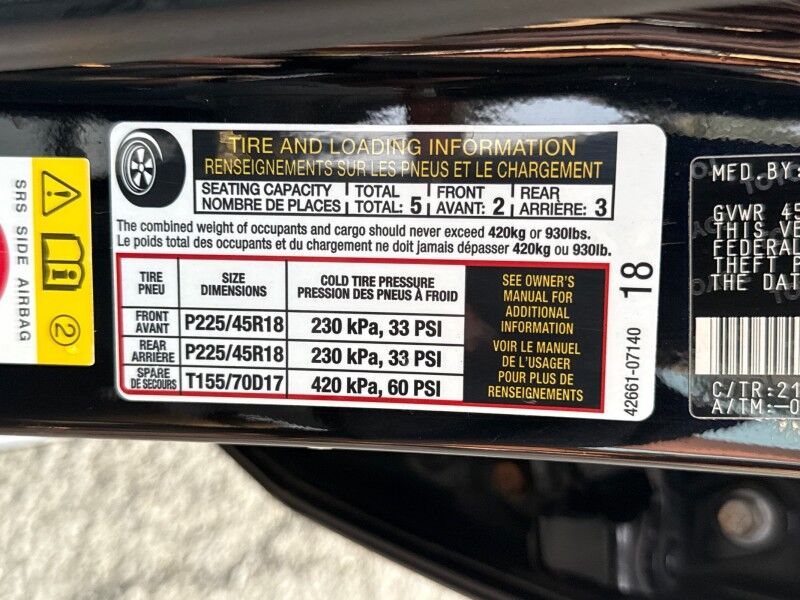 TIRE AND LOADING INFORMATION
RENSEIGNEMENTS SUR LES PNEUS ET LE CHARGEMENT
SEATING CAPACITY TOTAL FRONT REAR
NOMBRE DE PLACES TOTAL: 5 AVANT: 2 ARRIÈRE: 3
The combined weight of occupants and cargo should never exceed 420kg or 930lbs.
Le poids total des occupants et du chargement ne doit jamais dépasser 420kg ou 930lb.
TIRE SIZE COLD TIRE PRESSURE
PNEU DIMENSIONS PRESSION DES PNEUS À FROID
FRONT
AVANT P225/45R18 230 kPa, 33 PSI
REAR
ARRIÈRE P225/45R18 230 kPa, 33 PSI
SPARE
DE SECOURS T155/70D17 420 kPa, 60 PSI
SEE OWNER'S
MANUAL FOR
ADDITIONAL
INFORMATION
VOIR LE MANUEL
DE L'USAGER
POUR PLUS DE
RENSEIGNEMENTS
18
42661-07140
SRS SIDE AIRBAG
2
MFD.BY:
GVWR 45
THIS VE
FEDERAL
THEFT P
THE DAT
C/TR:21
A/TM:-0